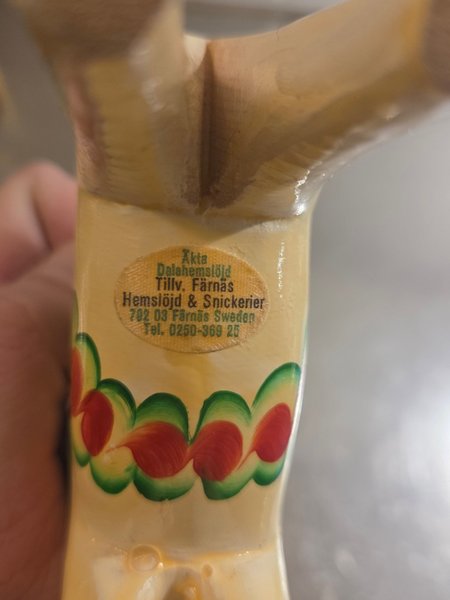 Äkta
Dalahemslöjd
Tillv. Färnäs
Hemslöjd & Snickerier
792 03 Färnäs Sweden
Tel. 0250-369 25